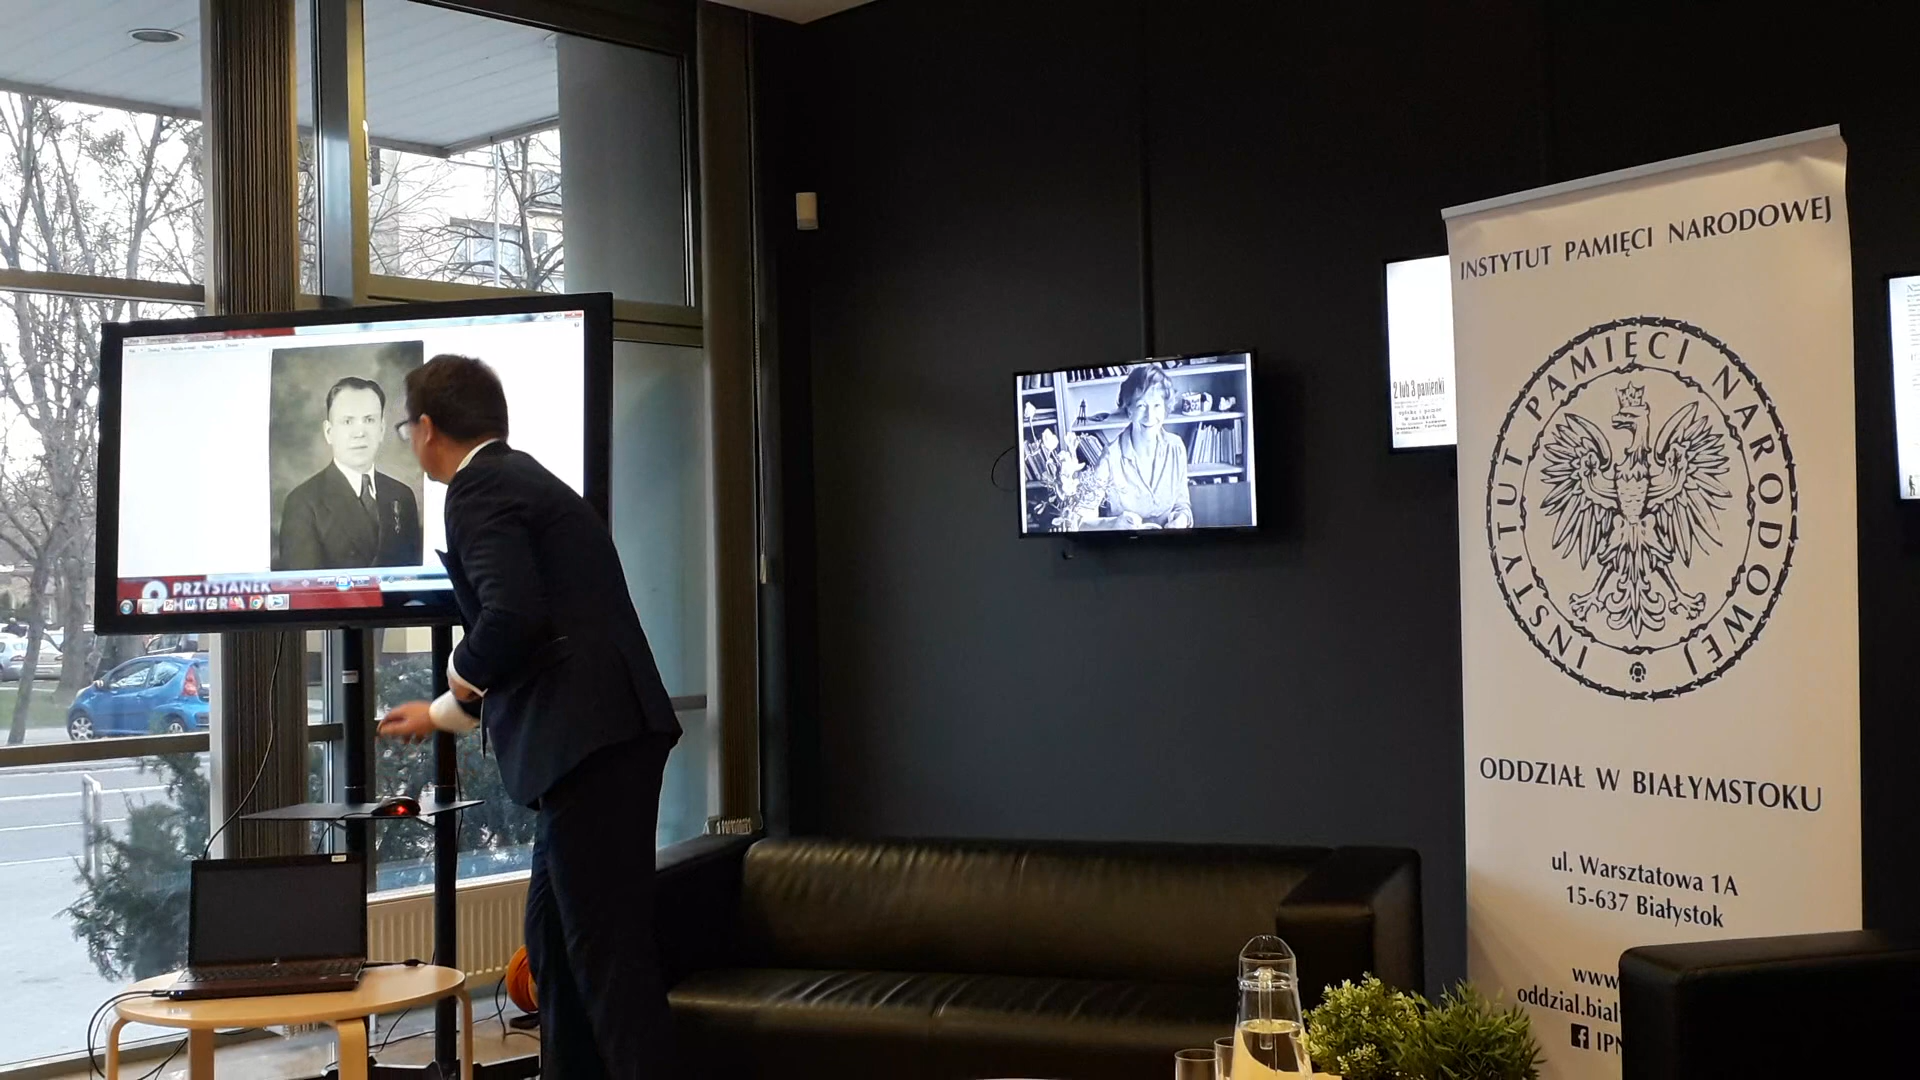 PRZYSTANEK
2 lub 3 panienki
INSTYTUT PAMIĘCI NARODOWEJ
INSTYTUT PAMIĘCI NARODOWEJ
ODDZIAŁ W BIAŁYMSTOKU
ul. Warsztatowa 1A
15-637 Białystok
www.
oddzial.bial
IPN